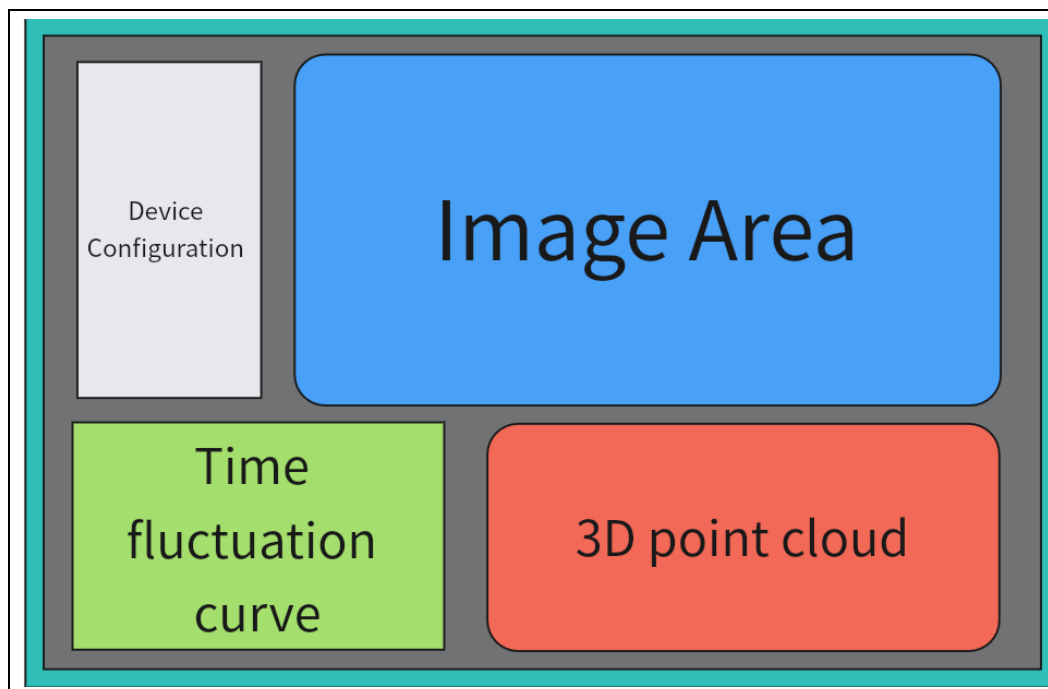 Device
Configuration
Image Area
Time
fluctuation
curve
3D point cloud